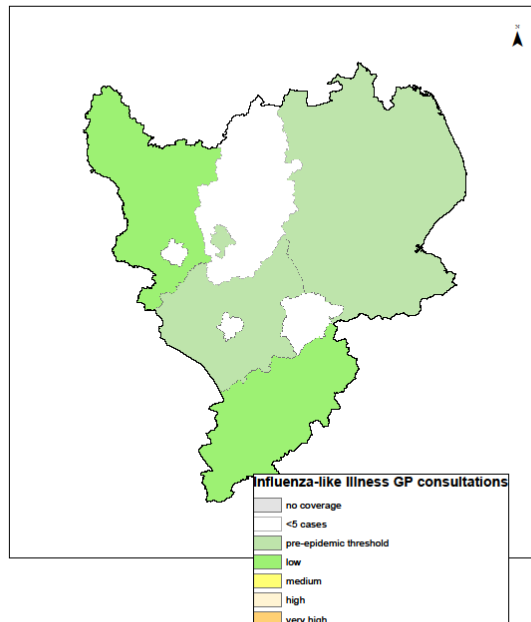 Influenza-like Illness GP consultations
no coverage
<5 cases
pre-epidemic threshold
low
medium
high
very high